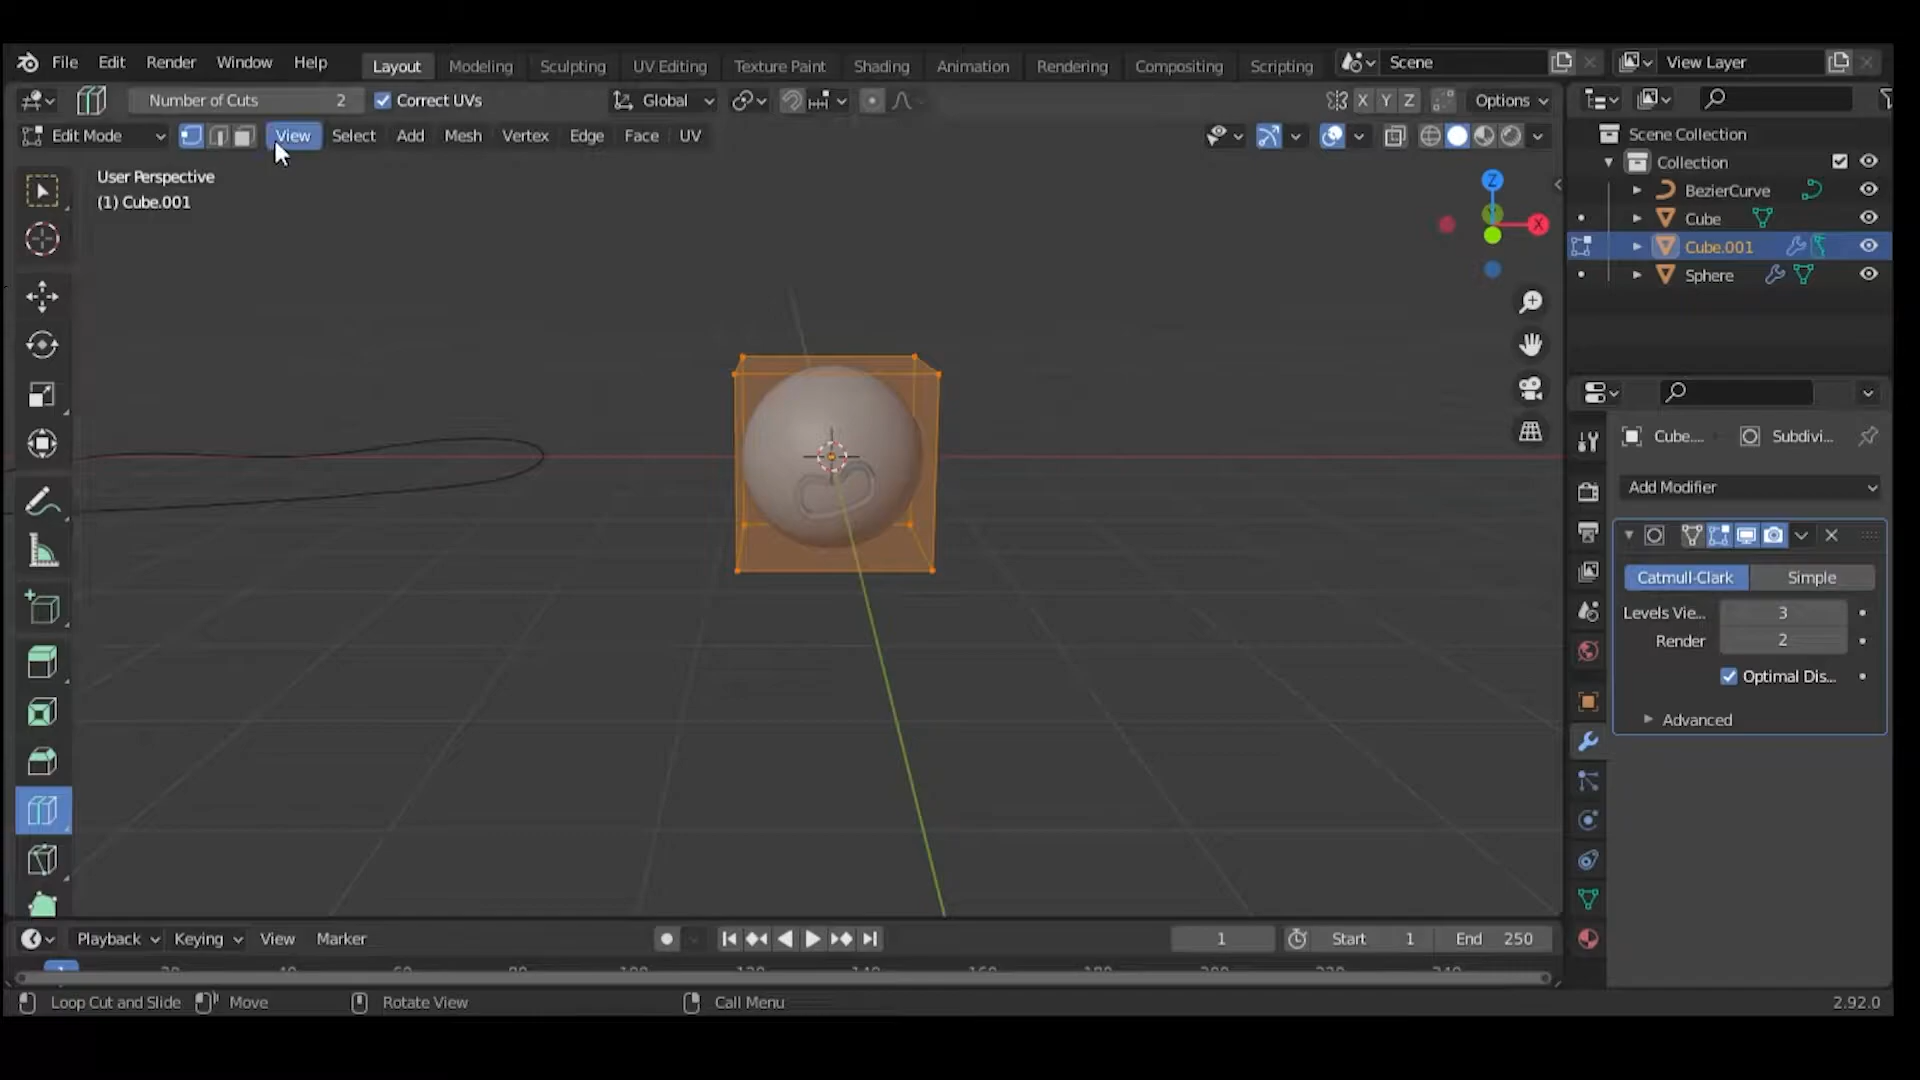 File Edit Render Window Help Layout Modeling Sculpting UV Editing Texture Paint Shading Animation Rendering Compositing Scripting Scene View Layer
Number of Cuts 2 Correct UVs Global X Y Z Options
Edit Mode View Select Add Mesh Vertex Edge Face UV
User Perspective
(1) Cube.001
Z
X
Scene Collection
Collection
BezierCurve
Cube
Cube.001
Sphere
Cube.... Subdivi...
Add Modifier
Catmull-Clark Simple
Levels Vie... 3
Render 2
Optimal Dis...
Advanced
Playback Keying View Marker 1 Start 1 End 250
Loop Cut and Slide Move Rotate View Call Menu 2.92.0